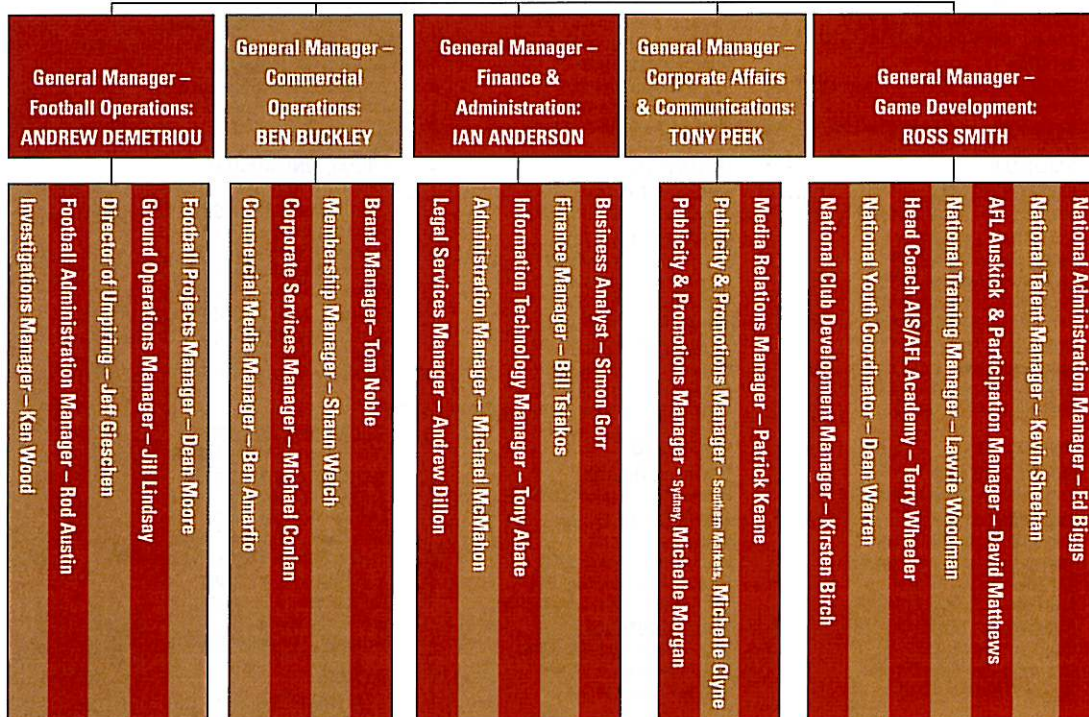 General Manager –
Football Operations:
ANDREW DEMETRIOU
General Manager –
Commercial
Operations:
BEN BUCKLEY
General Manager –
Finance &
Administration:
IAN ANDERSON
General Manager –
Corporate Affairs
& Communications:
TONY PEEK
General Manager –
Game Development:
ROSS SMITH
Football Projects Manager – Dean Moore
Ground Operations Manager – Jill Lindsay
Director of Umpiring – Jeff Gieschen
Football Administration Manager – Rod Austin
Investigations Manager – Ken Wood
Brand Manager– Tom Noble
Membership Manager – Shaun Welch
Corporate Services Manager – Michael Conlan
Commercial Media Manager – Ben Amarfio
Business Analyst – Simon Gorr
Finance Manager – Bill Tsiakos
Information Technology Manager – Tony Abate
Administration Manager – Michael McMahon
Legal Services Manager – Andrew Dillon
Media Relations Manager – Patrick Keane
Publicity & Promotions Manager - Southern Markets, Michelle Clyne
Publicity & Promotions Manager - Sydney, Michelle Morgan
National Administration Manager – Ed Biggs
National Talent Manager – Kevin Sheehan
AFL Auskick & Participation Manager – David Matthews
National Training Manager – Lawrie Woodman
Head Coach AIS/AFL Academy – Terry Wheeler
National Youth Coordinator – Dean Warren
National Club Development Manager – Kirsten Birch